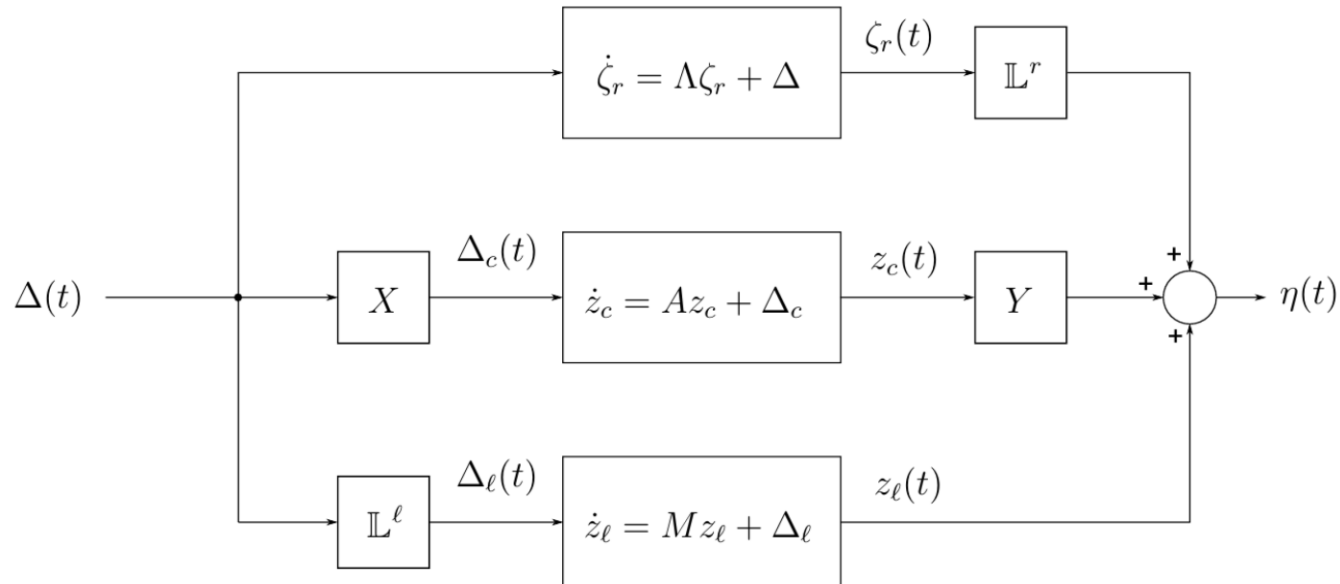 ζ_r(t)
ζ̇_r = Λζ_r + Δ
𝕃^r
Δ_c(t)
z_c(t)
+
+
Δ(t)
X
ż_c = Az_c + Δ_c
Y
η(t)
+
Δ_ℓ(t)
z_ℓ(t)
𝕃^ℓ
ż_ℓ = Mz_ℓ + Δ_ℓ